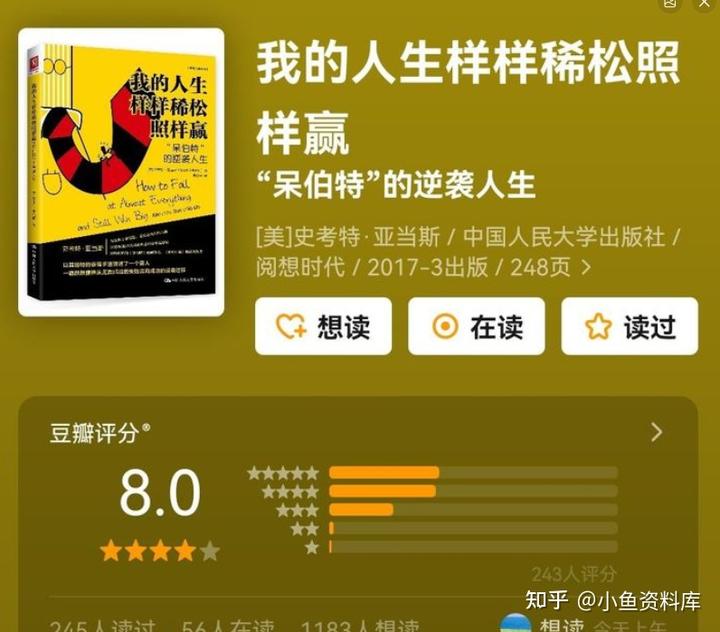 我的人生
样样稀松
照样赢
“呆伯特”
的逆袭人生
How to Fail
at Almost Everything
and Still Win Big
我的人生样样稀松照
样赢
“呆伯特”的逆袭人生
[美]史考特·亚当斯 / 中国人民大学出版社 /
阅想时代 / 2017-3出版 / 248页
想读
在读
读过
豆瓣评分®
8.0
243人评分
245人读过 56人在读 1183人想读
想读 今天上午
知乎 @小鱼资料库